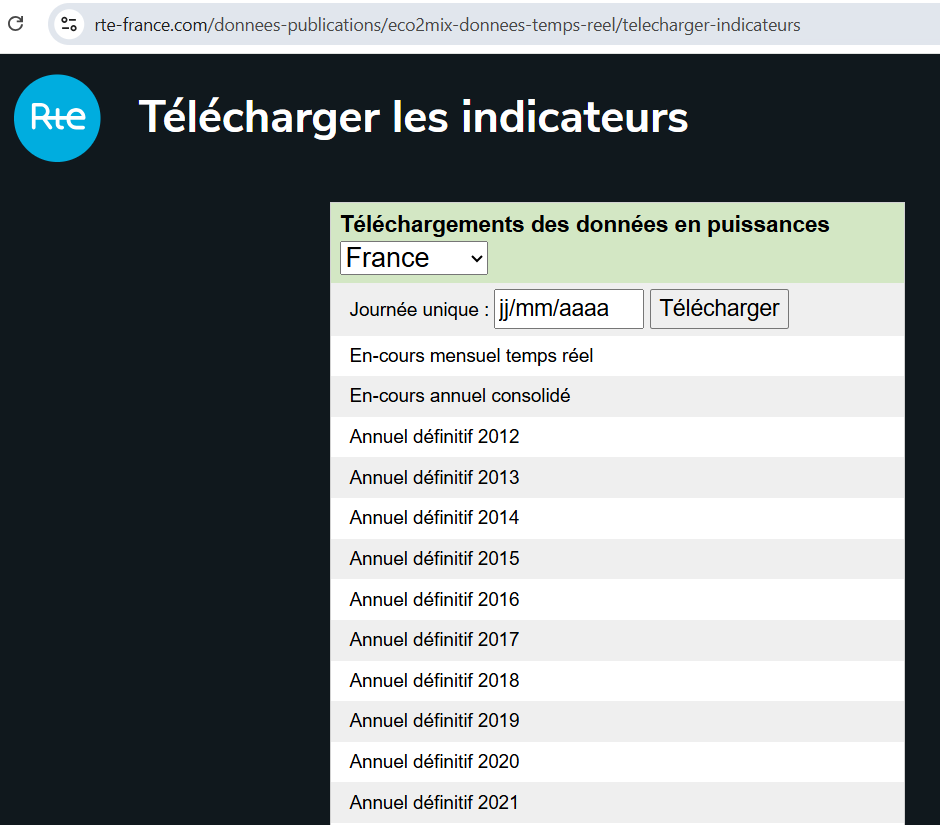 rte-france.com/donnees-publications/eco2mix-donnees-temps-reel/telecharger-indicateurs
Rte
Télécharger les indicateurs
Téléchargements des données en puissances
France
Journée unique : jj/mm/aaaa Télécharger
En-cours mensuel temps réel
En-cours annuel consolidé
Annuel définitif 2012
Annuel définitif 2013
Annuel définitif 2014
Annuel définitif 2015
Annuel définitif 2016
Annuel définitif 2017
Annuel définitif 2018
Annuel définitif 2019
Annuel définitif 2020
Annuel définitif 2021